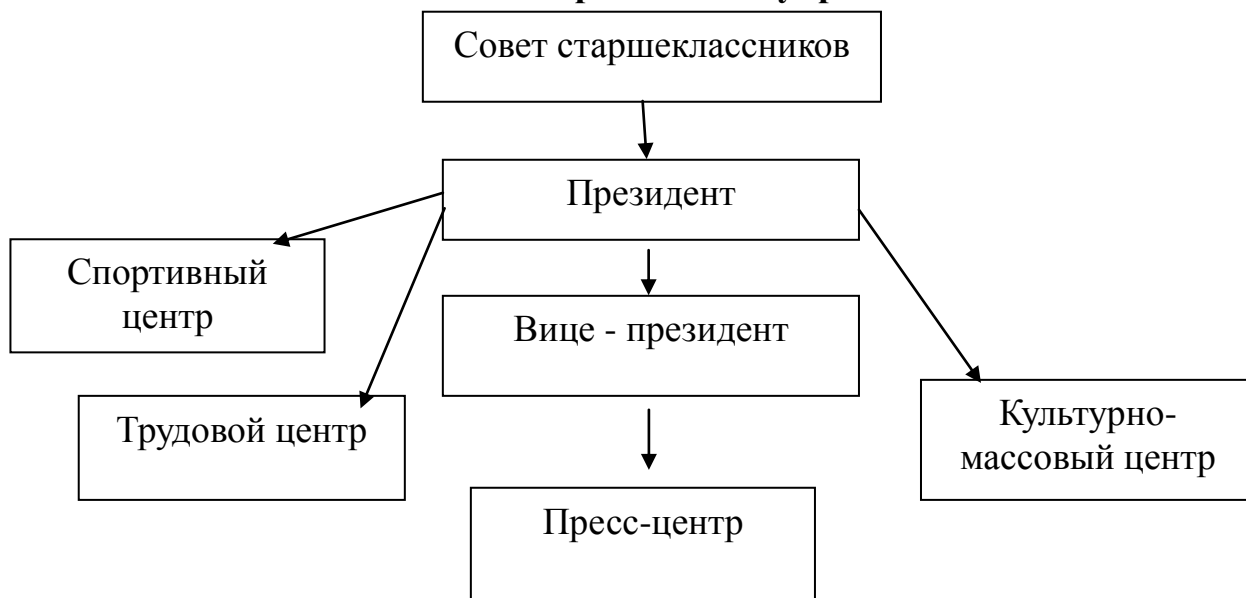 Совет старшеклассников
Президент
Спортивный
центр
Вице - президент
Трудовой центр
Культурно-
массовый центр
Пресс-центр